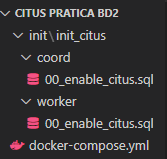 CITUS PRATICA BD2
init\init_citus
coord
00_enable_citus.sql
worker
00_enable_citus.sql
docker-compose.yml